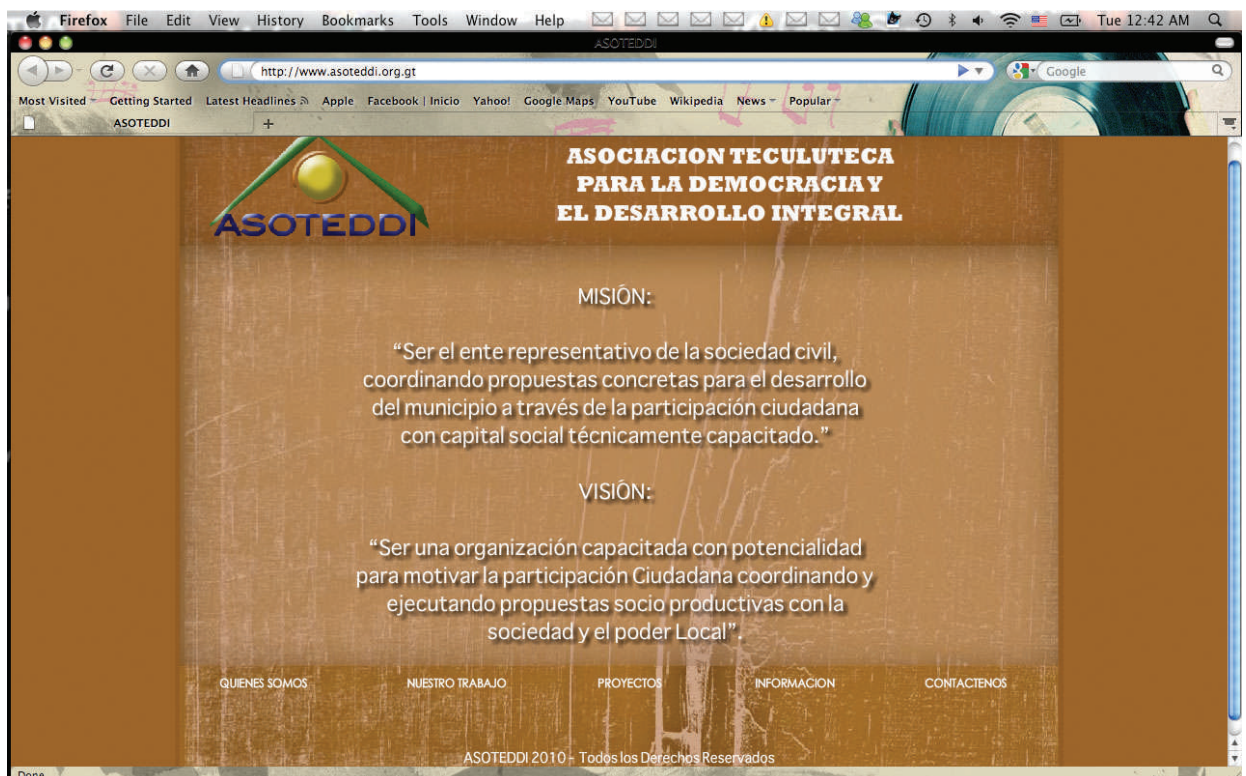 Firefox File Edit View History Bookmarks Tools Window Help Tue 12:42 AM
ASOTEDDI
http://www.asoteddi.org.gt Google
Most Visited Getting Started Latest Headlines Apple Facebook | Inicio Yahoo! Google Maps YouTube Wikipedia News Popular
ASOTEDDI +
ASOTEDDI
ASOCIACION TECULUTECA
PARA LA DEMOCRACIA Y
EL DESARROLLO INTEGRAL
MISIÓN:
“Ser el ente representativo de la sociedad civil,
coordinando propuestas concretas para el desarrollo
del municipio a través de la participación ciudadana
con capital social técnicamente capacitado.”
VISIÓN:
“Ser una organización capacitada con potencialidad
para motivar la participación Ciudadana coordinando y
ejecutando propuestas socio productivas con la
sociedad y el poder Local”.
QUIENES SOMOS NUESTRO TRABAJO PROYECTOS INFORMACION CONTACTENOS
ASOTEDDI 2010 - Todos los Derechos Reservados
Done